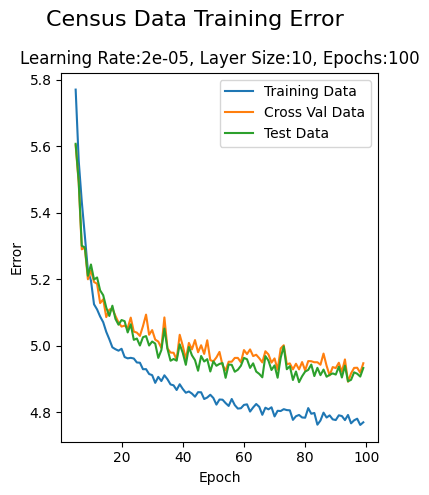 Census Data Training Error
Learning Rate:2e-05, Layer Size:10, Epochs:100
Training Data
Cross Val Data
Test Data
5.8
5.6
5.4
5.2
5.0
4.8
Error
20
40
60
80
100
Epoch